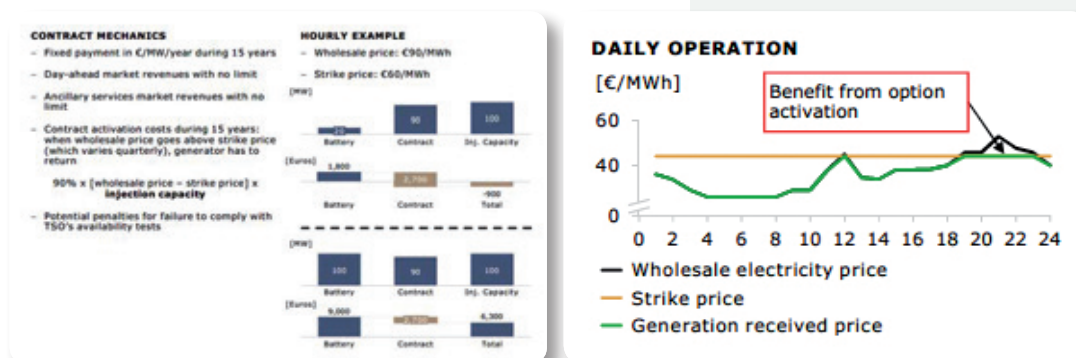 CONTRACT MECHANICS
– Fixed payment in €/MW/year during 15 years
– Day-ahead market revenues with no limit
– Ancillary services market revenues with no
limit
– Contract activation costs during 15 years:
when wholesale price goes above strike price
(which varies quarterly), generator has to
return
90% x [wholesale price – strike price] x
injection capacity
– Potential penalties for failure to comply with
TSO's availability tests
HOURLY EXAMPLE
– Wholesale price: €90/MWh
– Strike price: €60/MWh
[MW]
20
90
100
Battery
Contract
Inj. Capacity
[Euros]
1,800
2,700
-900
Battery
Contract
Total
[MW]
100
90
100
Battery
Contract
Inj. Capacity
[Euros]
9,000
2,700
6,300
Battery
Contract
Total
DAILY OPERATION
[€/MWh]
Benefit from option
activation
60
40
0
0 2 4 6 8 10 12 14 16 18 20 22 24
Wholesale electricity price
Strike price
Generation received price